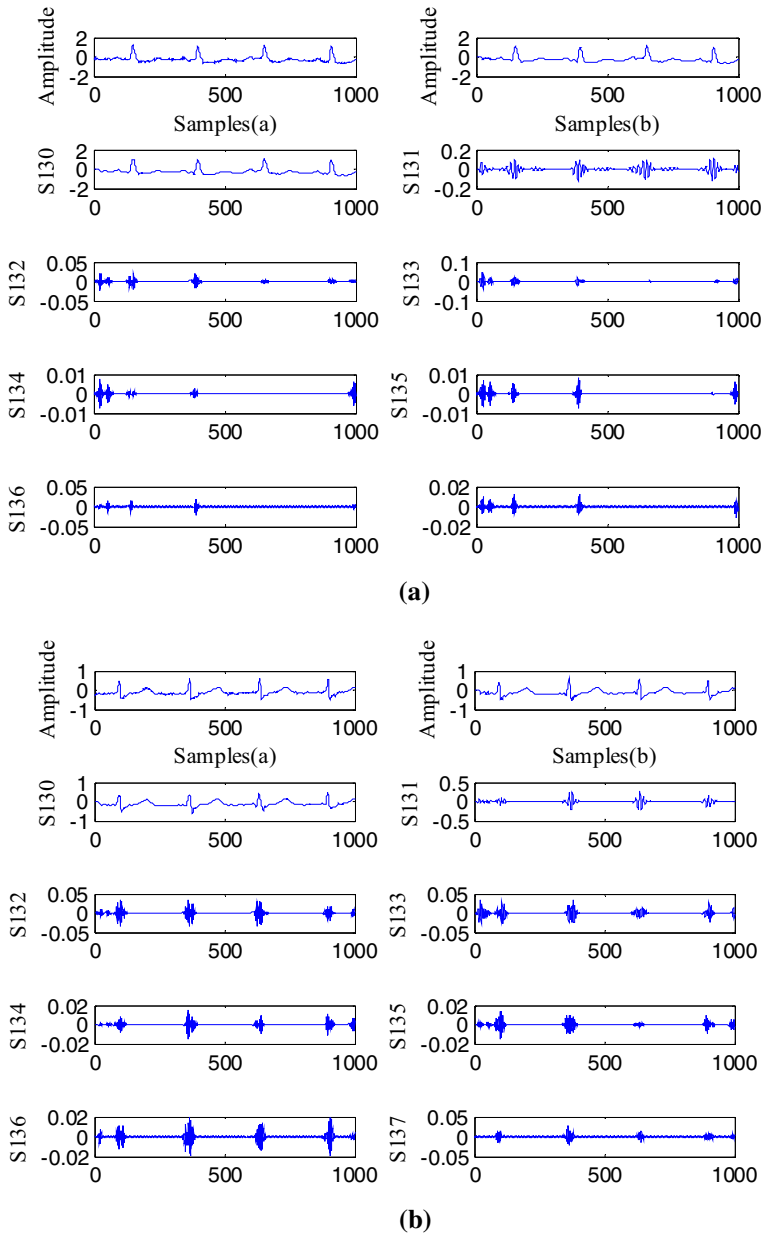 Amplitude 2 0 -2 0 500 1000 Samples(a)
Amplitude 2 0 -2 0 500 1000 Samples(b)
S130 2 0 -2 0 500 1000
S131 0.2 0 -0.2 0 500 1000
S132 0.05 0 -0.05 0 500 1000
S133 0.1 0 -0.1 0 500 1000
S134 0.01 0 -0.01 0 500 1000
S135 0.01 0 -0.01 0 500 1000
S136 0.05 0 -0.05 0 500 1000
0.02 0 -0.02 0 500 1000
(a)
Amplitude 1 0 -1 0 500 1000 Samples(a)
Amplitude 1 0 -1 0 500 1000 Samples(b)
S130 1 0 -1 0 500 1000
S131 0.5 0 -0.5 0 500 1000
S132 0.05 0 -0.05 0 500 1000
S133 0.05 0 -0.05 0 500 1000
S134 0.02 0 -0.02 0 500 1000
S135 0.02 0 -0.02 0 500 1000
S136 0.02 0 -0.02 0 500 1000
S137 0.05 0 -0.05 0 500 1000
(b)